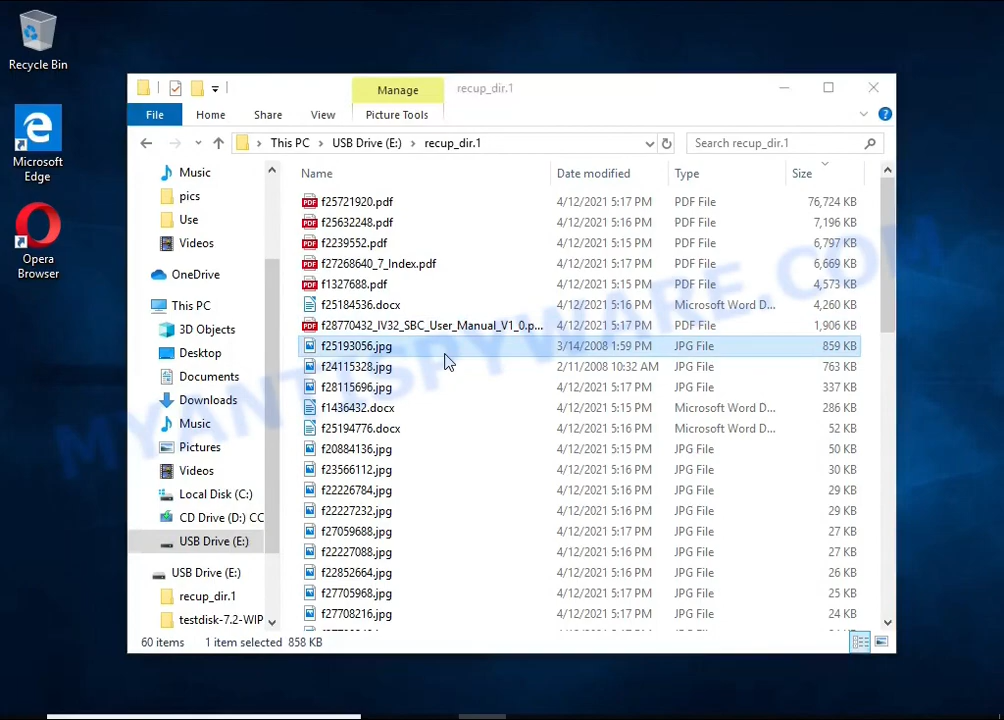 Recycle Bin
Microsoft
Edge
Opera
Browser
Manage
recup_dir.1
File
Home
Share
View
Picture Tools
This PC
USB Drive (E:)
recup_dir.1
Search recup_dir.1
Music
pics
Use
Videos
OneDrive
This PC
3D Objects
Desktop
Documents
Downloads
Music
Pictures
Videos
Local Disk (C:)
CD Drive (D:) CC
USB Drive (E:)
USB Drive (E:)
recup_dir.1
testdisk-7.2-WIP
Name Date modified Type Size
f25721920.pdf 4/12/2021 5:17 PM PDF File 76,724 KB
f25632248.pdf 4/12/2021 5:17 PM PDF File 7,196 KB
f2239552.pdf 4/12/2021 5:15 PM PDF File 6,797 KB
f27268640_7_Index.pdf 4/12/2021 5:17 PM PDF File 6,669 KB
f1327688.pdf 4/12/2021 5:15 PM PDF File 4,573 KB
f25184536.docx 4/12/2021 5:16 PM Microsoft Word D... 4,260 KB
f28770432_IV32_SBC_User_Manual_V1_0.p... 4/12/2021 5:17 PM PDF File 1,906 KB
f25193056.jpg 3/14/2008 1:59 PM JPG File 859 KB
f24115328.jpg 2/11/2008 10:32 AM JPG File 763 KB
f28115696.jpg 4/12/2021 5:17 PM JPG File 337 KB
f1436432.docx 4/12/2021 5:15 PM Microsoft Word D... 286 KB
f25194776.docx 4/12/2021 5:16 PM Microsoft Word D... 52 KB
f20884136.jpg 4/12/2021 5:15 PM JPG File 50 KB
f23566112.jpg 4/12/2021 5:16 PM JPG File 30 KB
f22226784.jpg 4/12/2021 5:16 PM JPG File 29 KB
f22227232.jpg 4/12/2021 5:16 PM JPG File 29 KB
f27059688.jpg 4/12/2021 5:17 PM JPG File 27 KB
f22227088.jpg 4/12/2021 5:16 PM JPG File 27 KB
f22852664.jpg 4/12/2021 5:16 PM JPG File 26 KB
f27705968.jpg 4/12/2021 5:17 PM JPG File 25 KB
f27708216.jpg 4/12/2021 5:17 PM JPG File 24 KB
60 items 1 item selected 858 KB
MYANTISPYWARE.COM